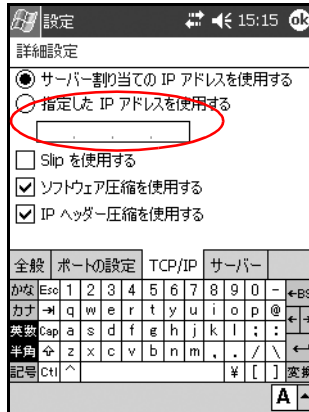 設定 15:15 ok
詳細設定
サーバー割り当ての IP アドレスを使用する
指定した IP アドレスを使用する
. . .
Slip を使用する
ソフトウェア圧縮を使用する
IP ヘッダー圧縮を使用する
全般 ポートの設定 TCP/IP サーバー
かな Esc 1 2 3 4 5 6 7 8 9 0 - ←BS
カナ →| q w e r t y u i o p @ ← →
英数 Cap a s d f g h j k l ; :
半角 ⇧ z x c v b n m , . / \ ←
記号 Ctl ^ ¥ [ ] 変換
A